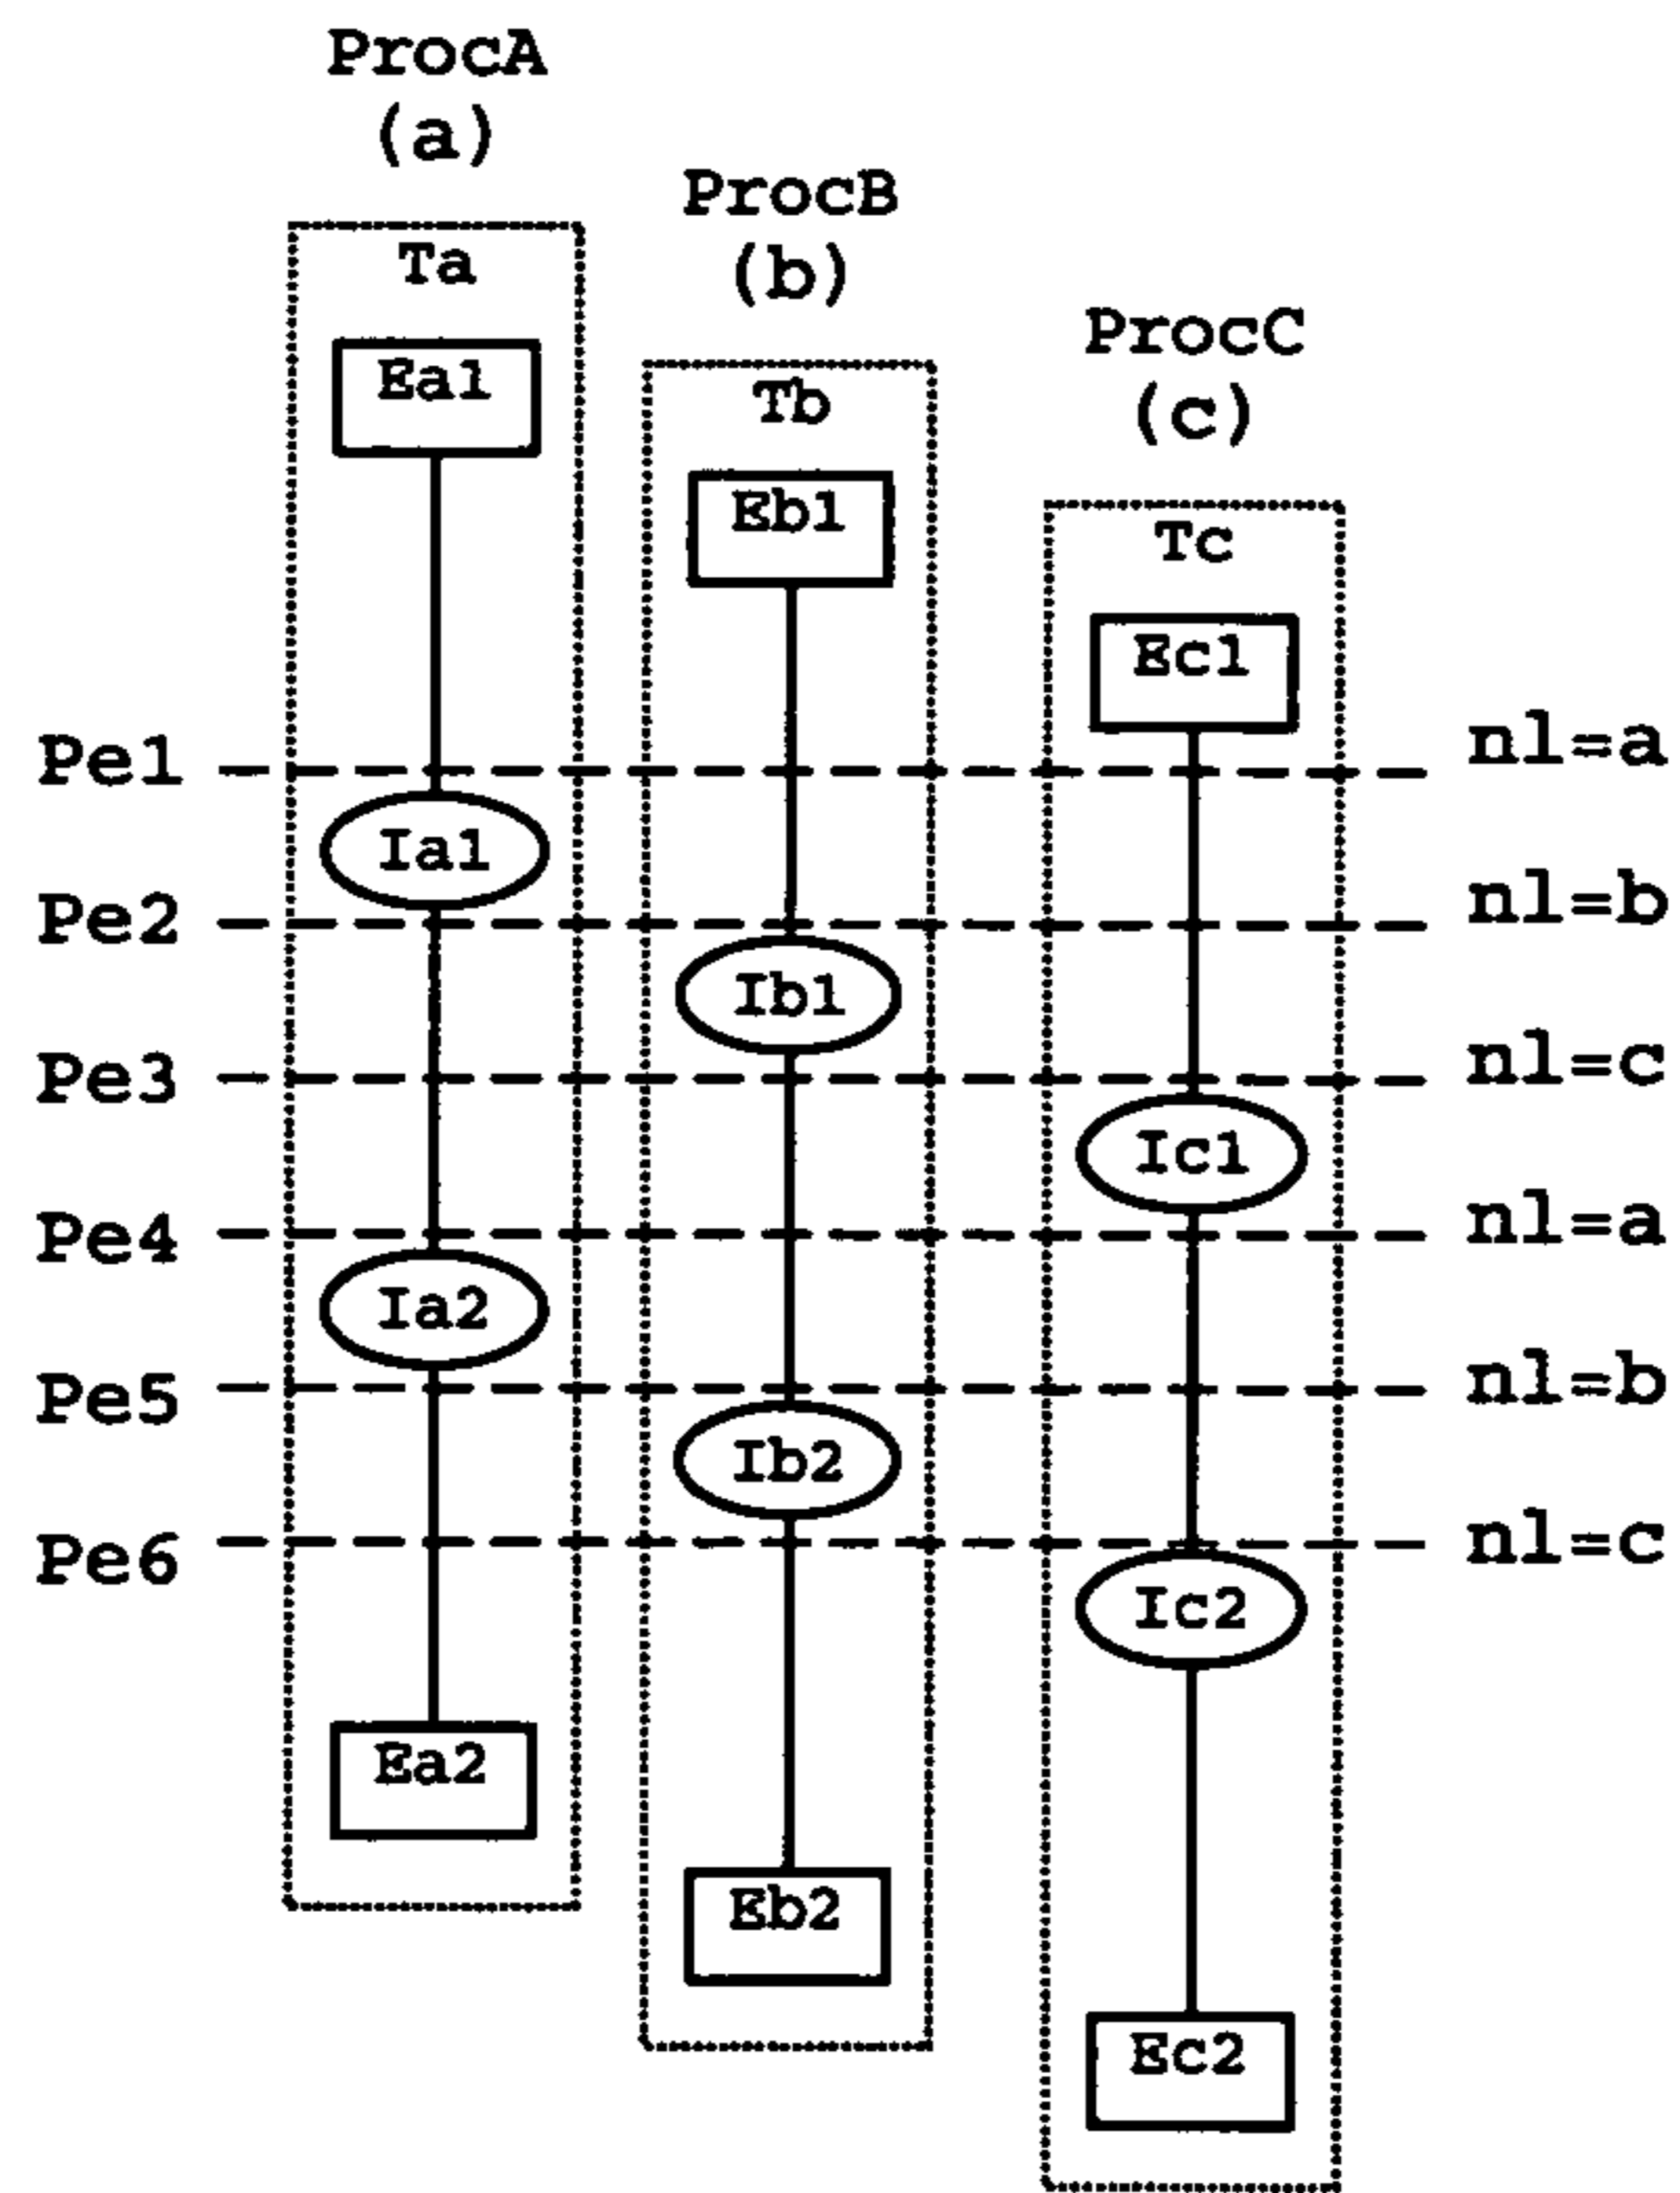 ProcA
(a)
ProcB
(b)
ProcC
(c)
Ta
Ea1
Tb
Eb1
Tc
Ec1
Pe1
nl=a
Ia1
Pe2
nl=b
Ib1
Pe3
nl=c
Ic1
Pe4
nl=a
Ia2
Pe5
nl=b
Ib2
Pe6
nl=c
Ic2
Ea2
Eb2
Ec2